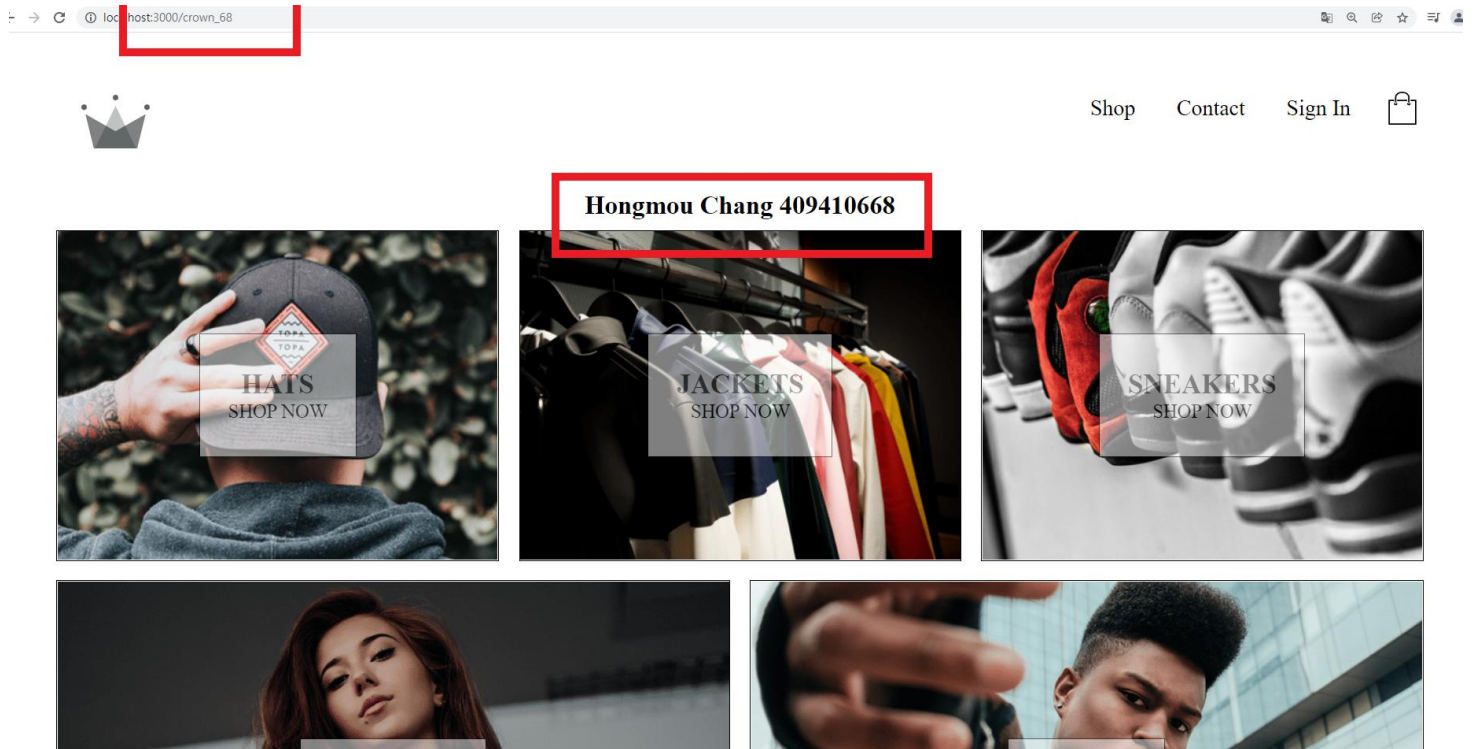 localhost:3000/crown_68
Shop Contact Sign In
Hongmou Chang 409410668
TOPA
TOPA
HATS
SHOP NOW
JACKETS
SHOP NOW
SNEAKERS
SHOP NOW